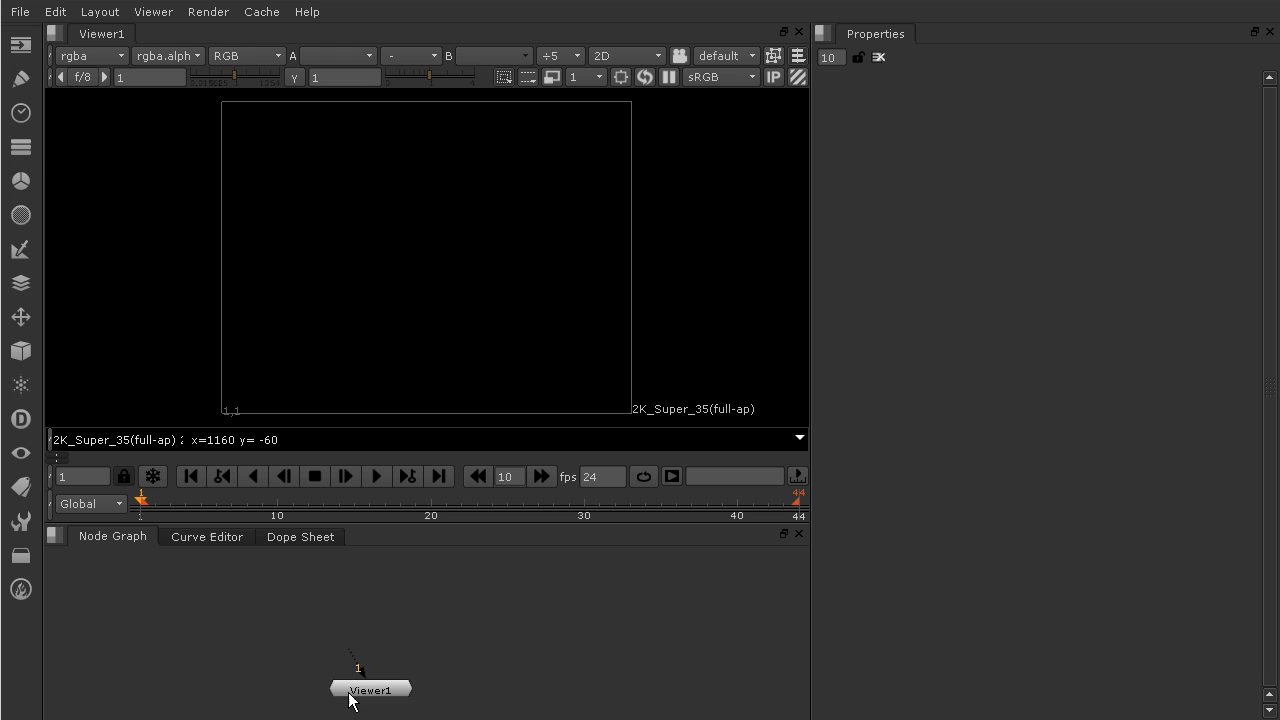 File Edit Layout Viewer Render Cache Help
Viewer1
Properties
rgba rgba.alph RGB A - B ÷5 2D default
10
f/8 1 Y 1 1 sRGB IP
1,1
2K_Super_35(full-ap)
2K_Super_35(full-ap) x=1160 y= -60
1 10 fps 24
1 44
Global
10 20 30 40 44
Node Graph Curve Editor Dope Sheet
1
Viewer1